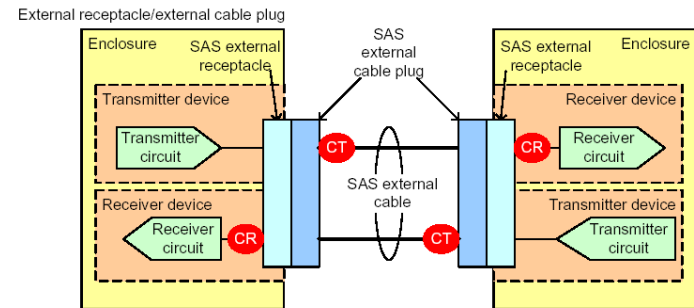 External receptacle/external cable plug
Enclosure
SAS external
receptacle
SAS
external
cable plug
SAS external
receptacle
Enclosure
Transmitter device
Transmitter
circuit
CT
CR
Receiver device
Receiver
circuit
SAS external
cable
Receiver device
Receiver
circuit
CR
CT
Transmitter device
Transmitter
circuit